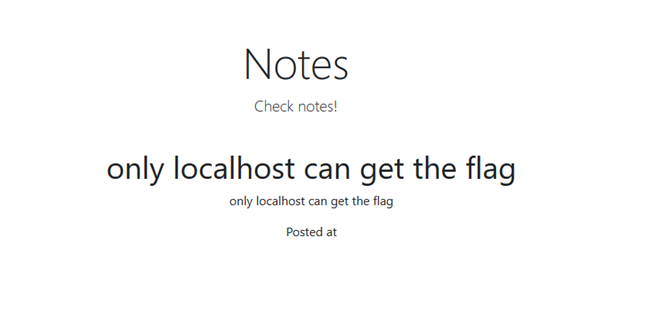 Notes
Check notes!
only localhost can get the flag
only localhost can get the flag
Posted at